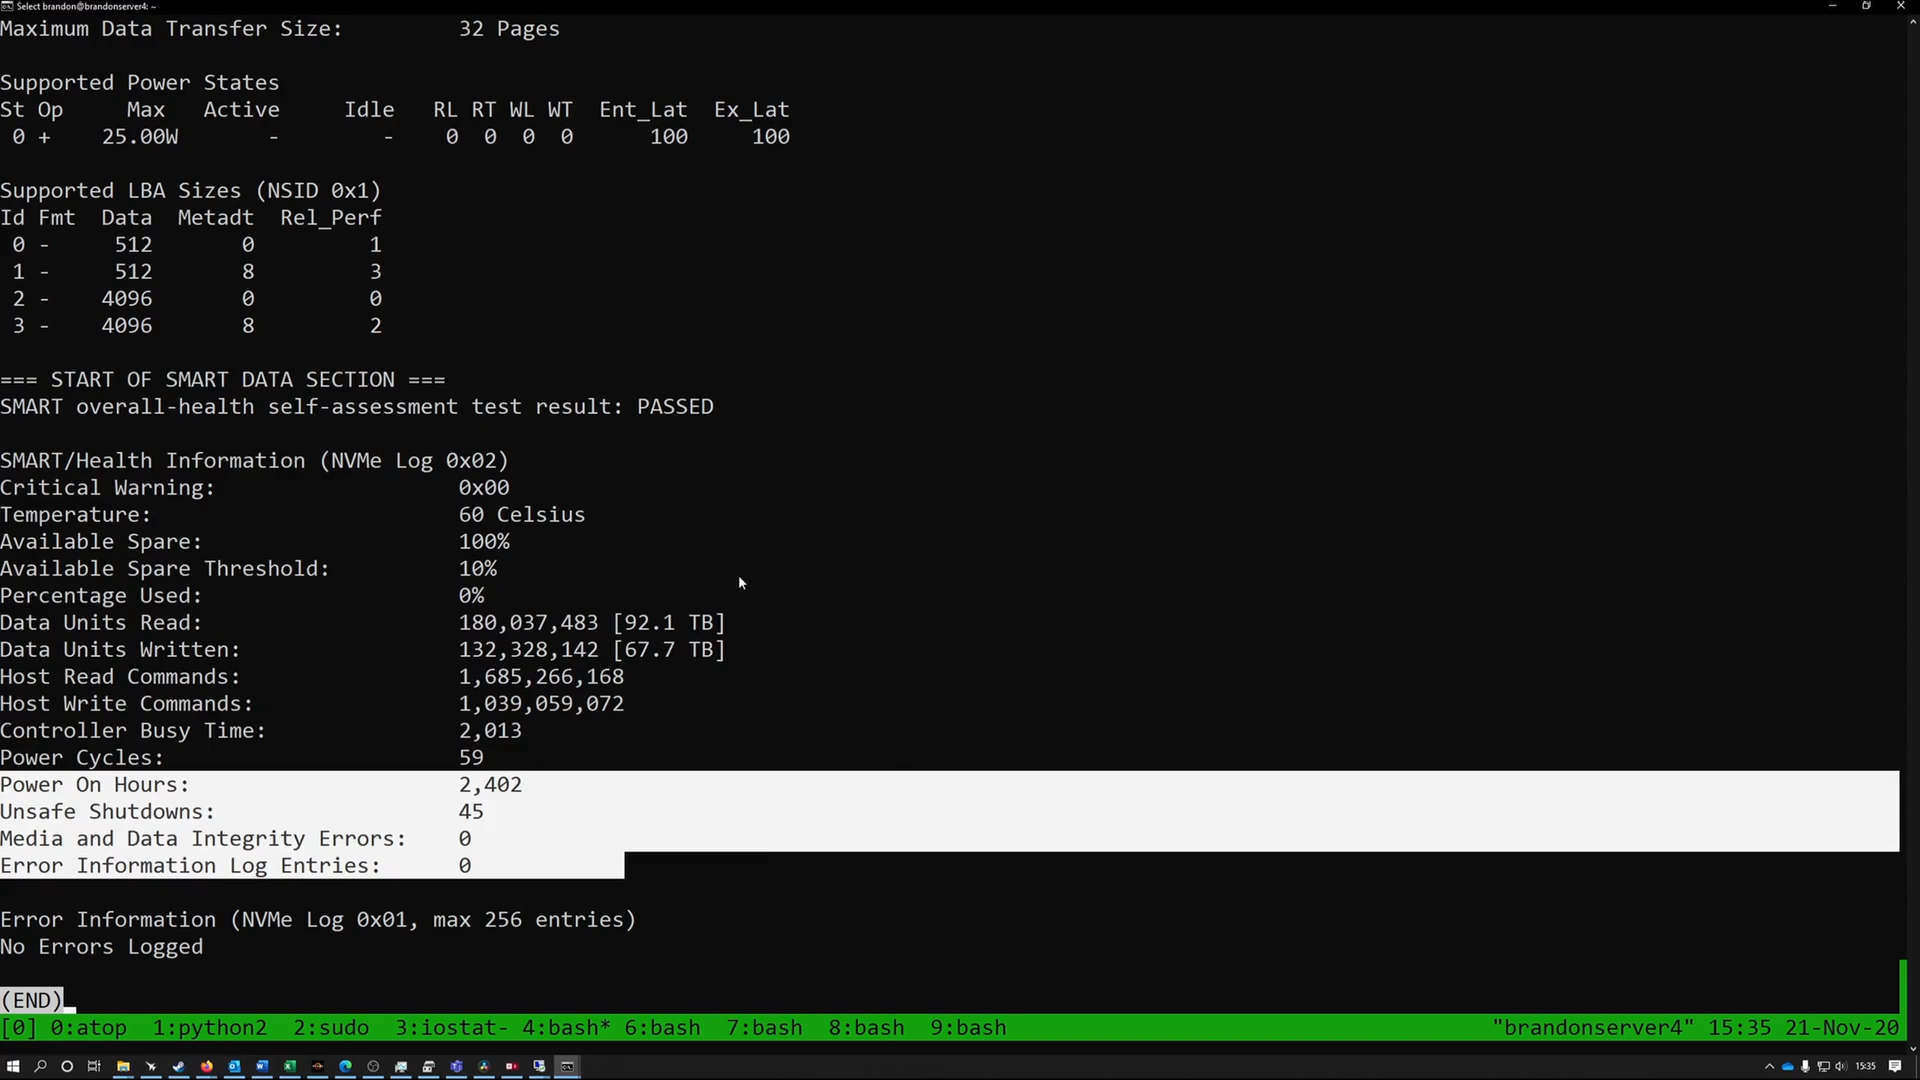 Select brandon@brandonserver4: ~
Maximum Data Transfer Size:         32 Pages
Supported Power States
St Op     Max   Active     Idle   RL RT WL WT  Ent_Lat  Ex_Lat
 0 +   25.00W       -        -    0  0  0  0      100     100
Supported LBA Sizes (NSID 0x1)
Id Fmt  Data  Metadt  Rel_Perf
 0 -     512       0         1
 1 -     512       8         3
 2 -    4096       0         0
 3 -    4096       8         2
=== START OF SMART DATA SECTION ===
SMART overall-health self-assessment test result: PASSED
SMART/Health Information (NVMe Log 0x02)
Critical Warning:                   0x00
Temperature:                        60 Celsius
Available Spare:                    100%
Available Spare Threshold:          10%
Percentage Used:                    0%
Data Units Read:                    180,037,483 [92.1 TB]
Data Units Written:                 132,328,142 [67.7 TB]
Host Read Commands:                 1,685,266,168
Host Write Commands:                1,039,059,072
Controller Busy Time:               2,013
Power Cycles:                       59
Power On Hours:                     2,402
Unsafe Shutdowns:                   45
Media and Data Integrity Errors:    0
Error Information Log Entries:      0
Error Information (NVMe Log 0x01, max 256 entries)
No Errors Logged
(END)
[0] 0:atop  1:python2  2:sudo  3:iostat- 4:bash* 6:bash  7:bash  8:bash  9:bash "brandonserver4" 15:35 21-Nov-20
15:35